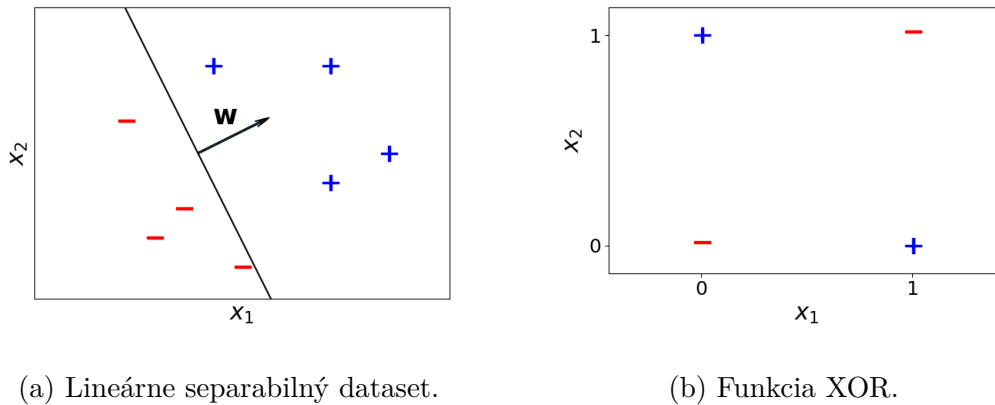 w
x₂
x₁
(a) Lineárne separabilný dataset.
1
0
x₂
0 1
x₁
(b) Funkcia XOR.